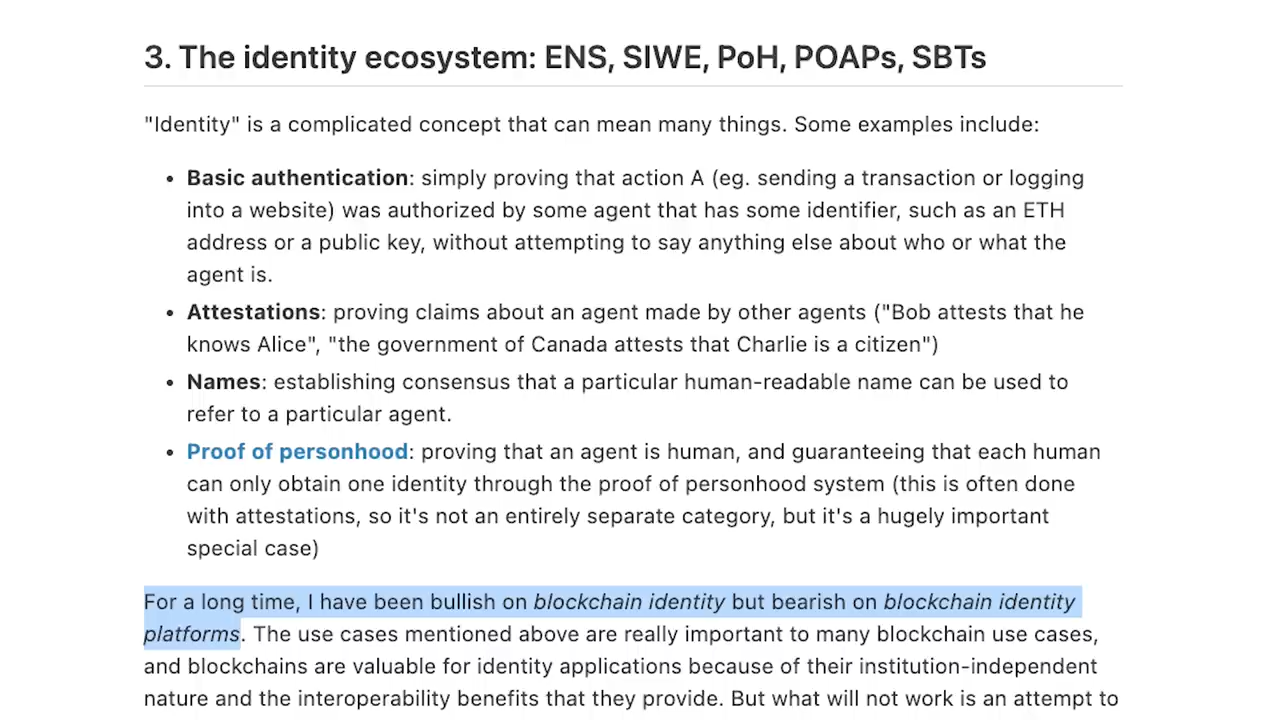 3. The identity ecosystem: ENS, SIWE, PoH, POAPs, SBTs
"Identity" is a complicated concept that can mean many things. Some examples include:
• Basic authentication: simply proving that action A (eg. sending a transaction or logging
into a website) was authorized by some agent that has some identifier, such as an ETH
address or a public key, without attempting to say anything else about who or what the
agent is.
• Attestations: proving claims about an agent made by other agents ("Bob attests that he
knows Alice", "the government of Canada attests that Charlie is a citizen")
• Names: establishing consensus that a particular human-readable name can be used to
refer to a particular agent.
• Proof of personhood: proving that an agent is human, and guaranteeing that each human
can only obtain one identity through the proof of personhood system (this is often done
with attestations, so it's not an entirely separate category, but it's a hugely important
special case)
For a long time, I have been bullish on blockchain identity but bearish on blockchain identity
platforms. The use cases mentioned above are really important to many blockchain use cases,
and blockchains are valuable for identity applications because of their institution-independent
nature and the interoperability benefits that they provide. But what will not work is an attempt to